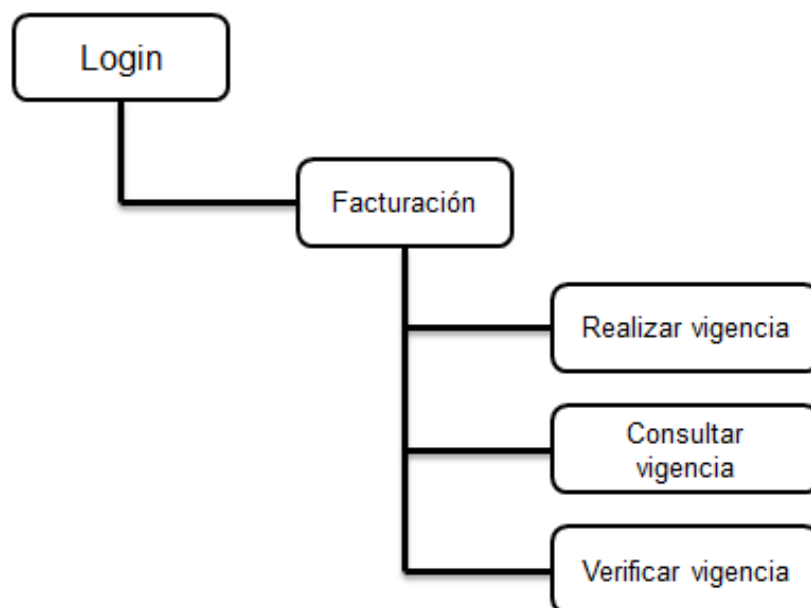 Login
Facturación
Realizar vigencia
Consultar
vigencia
Verificar vigencia